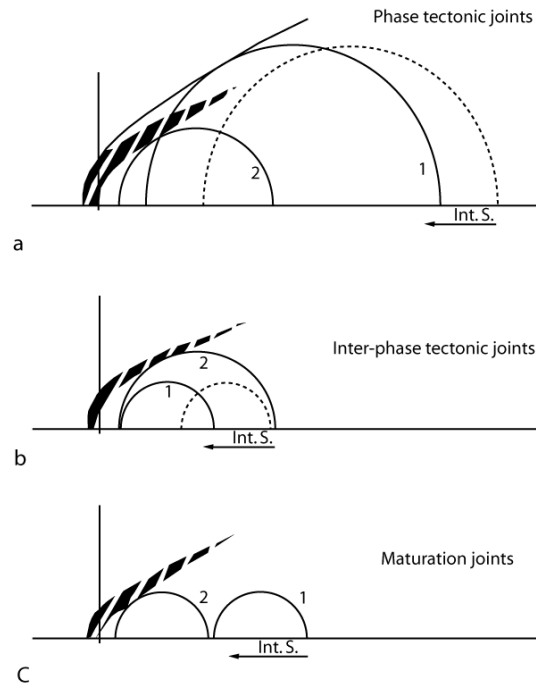 Phase tectonic joints
2
1
Int. S.
a
Inter-phase tectonic joints
2
1
Int. S.
b
Maturation joints
2
1
Int. S.
C